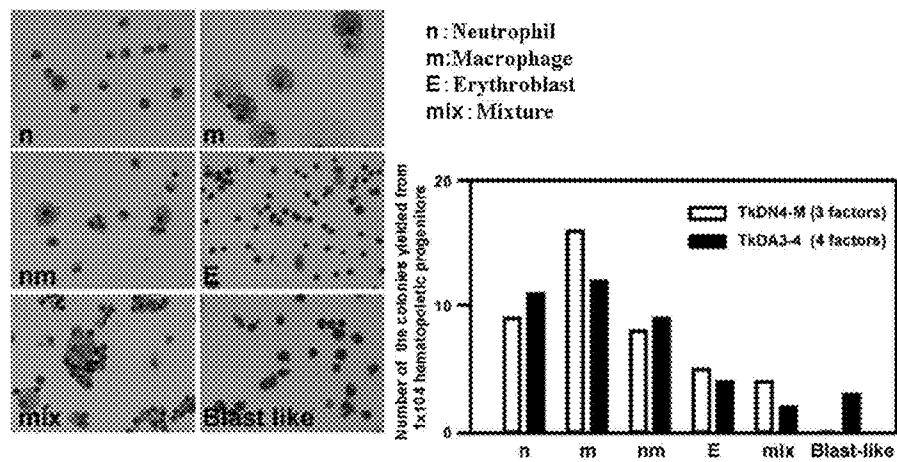 n
m
nm
E
mix
Blast like
n : Neutrophil
m:Macrophage
E : Erythroblast
mix : Mixture
Number of the colonies yielded from
1x104 hematopoietic progenitors
20
10
0
TkDN4-M (3 factors)
TkDA3-4 (4 factors)
n m nm E mix Blast-like